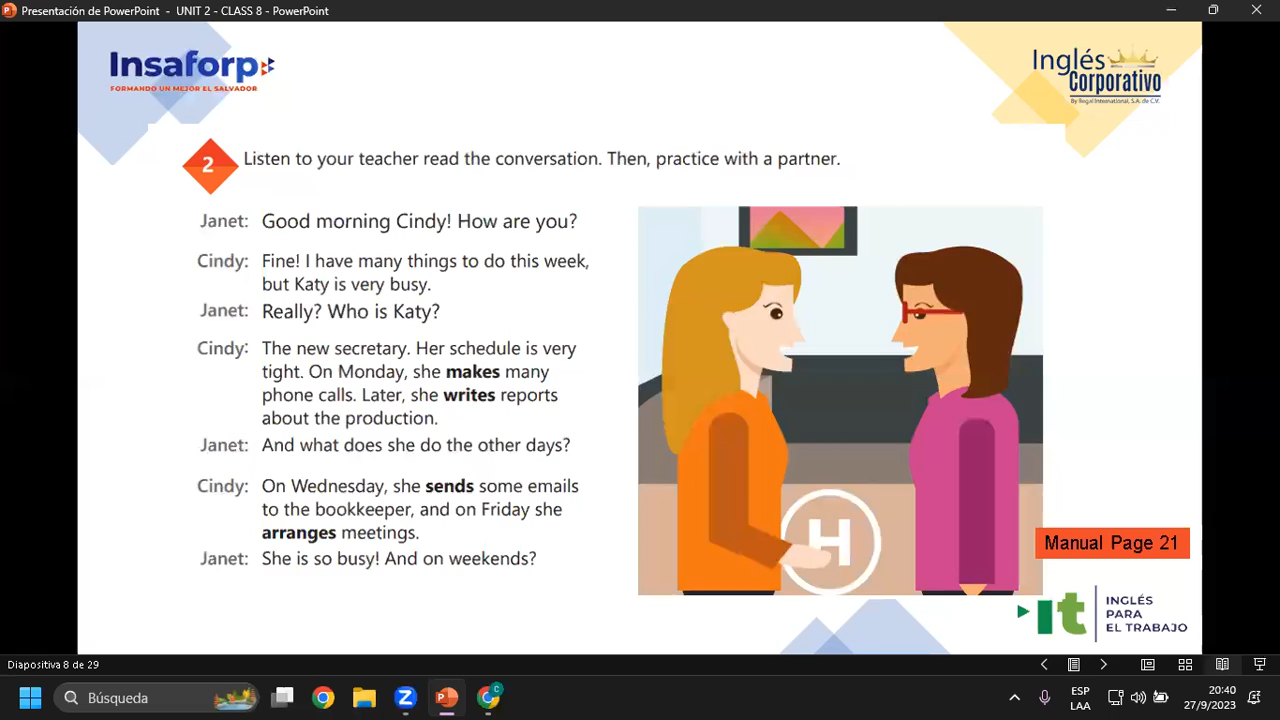 Presentación de PowerPoint - UNIT 2 - CLASS 8 - PowerPoint
Insaforp
FORMANDO UN MEJOR EL SALVADOR
Inglés
Corporativo
By Regal International, S.A. de C.V.
2
Listen to your teacher read the conversation. Then, practice with a partner.
Janet: Good morning Cindy! How are you?
Cindy: Fine! I have many things to do this week,
but Katy is very busy.
Janet: Really? Who is Katy?
Cindy: The new secretary. Her schedule is very
tight. On Monday, she makes many
phone calls. Later, she writes reports
about the production.
Janet: And what does she do the other days?
Cindy: On Wednesday, she sends some emails
to the bookkeeper, and on Friday she
arranges meetings.
Janet: She is so busy! And on weekends?
H
Manual Page 21
it
INGLÉS
PARA
EL TRABAJO
Diapositiva 8 de 29
Búsqueda
Z
P
C
ESP
LAA
20:40
27/9/2023